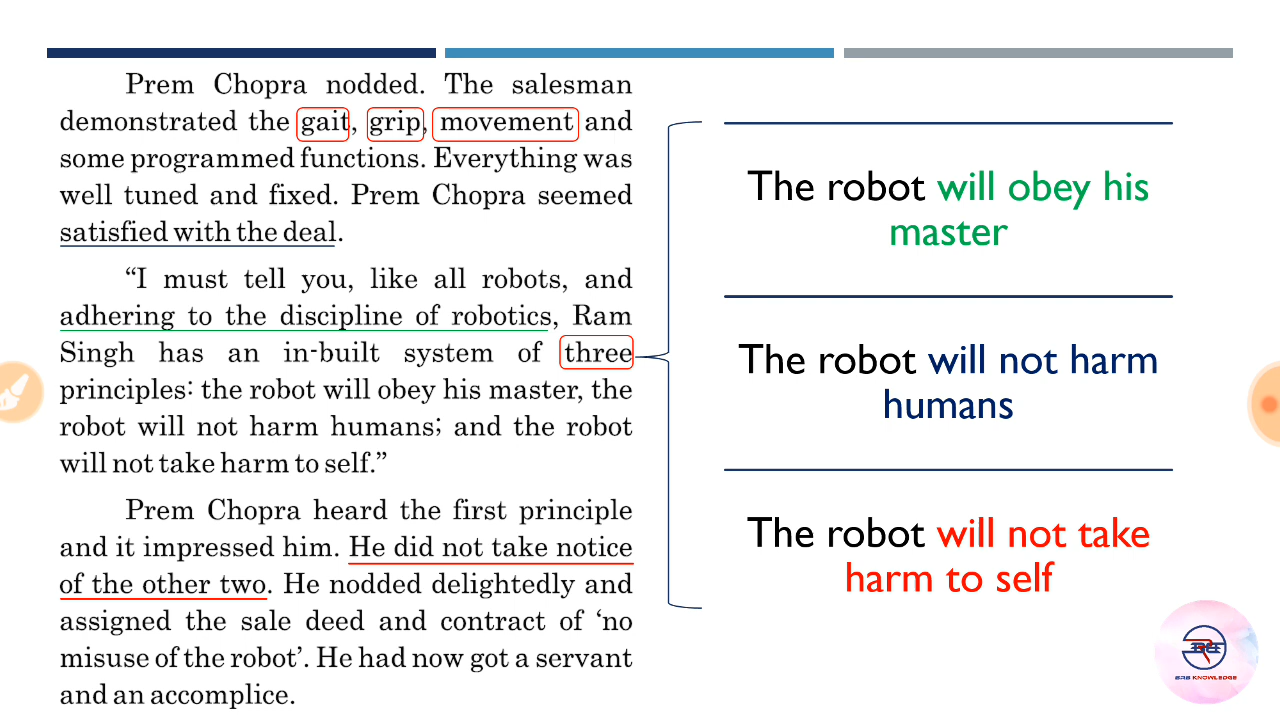 Prem Chopra nodded. The salesman
demonstrated the gait, grip, movement and
some programmed functions. Everything was
well tuned and fixed. Prem Chopra seemed
satisfied with the deal.
“I must tell you, like all robots, and
adhering to the discipline of robotics, Ram
Singh has an in-built system of three
principles: the robot will obey his master, the
robot will not harm humans; and the robot
will not take harm to self.”
Prem Chopra heard the first principle
and it impressed him. He did not take notice
of the other two. He nodded delightedly and
assigned the sale deed and contract of ‘no
misuse of the robot’. He had now got a servant
and an accomplice.
The robot will obey his
master
The robot will not harm
humans
The robot will not take
harm to self
BRB KNOWLEDGE